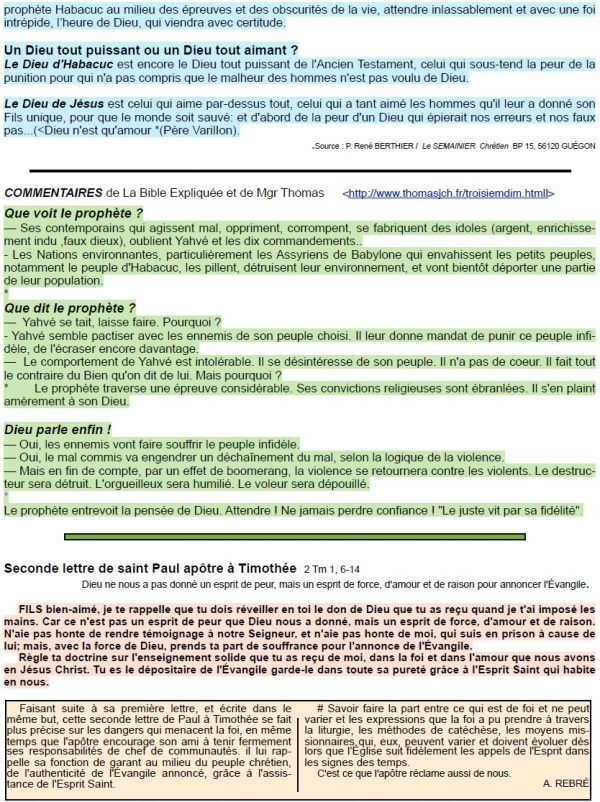 prophète Habacuc au milieu des épreuves et des obscurités de la vie, attendre inlassablement et avec une foi
intrépide, l'heure de Dieu, qui viendra avec certitude.
Un Dieu tout puissant ou un Dieu tout aimant ?
Le Dieu d'Habacuc est encore le Dieu tout puissant de l'Ancien Testament, celui qui sous-tend la peur de la
punition pour qui n'a pas compris que le malheur des hommes n'est pas voulu de Dieu.
Le Dieu de Jésus est celui qui aime par-dessus tout, celui qui a tant aimé les hommes qu'il leur a donné son
Fils unique, pour que le monde soit sauvé: et d'abord de la peur d'un Dieu qui épierait nos erreurs et nos faux
pas...(<Dieu n'est qu'amour *(Père Varillon).
.Source : P. René BERTHIER / Le SEMAINIER Chrétien BP 15, 56120 GUÉGON
COMMENTAIRES de La Bible Expliquée et de Mgr Thomas <http://www.thomasjch.fr/troisiemdim.htmll>
Que voit le prophète ?
— Ses contemporains qui agissent mal, oppriment, corrompent, se fabriquent des idoles (argent, enrichisse-
ment indu ,faux dieux), oublient Yahvé et les dix commandements..
- Les Nations environnantes, particulièrement les Assyriens de Babylone qui envahissent les petits peuples,
notamment le peuple d'Habacuc, les pillent, détruisent leur environnement, et vont bientôt déporter une partie
de leur population.
*
Que dit le prophète ?
— Yahvé se tait, laisse faire. Pourquoi ?
- Yahvé semble pactiser avec les ennemis de son peuple choisi. Il leur donne mandat de punir ce peuple infi-
dèle, de l'écraser encore davantage.
— Le comportement de Yahvé est intolérable. Il se désintéresse de son peuple. Il n'a pas de coeur. Il fait tout
le contraire du Bien qu'on dit de lui. Mais pourquoi ?
* Le prophète traverse une épreuve considérable. Ses convictions religieuses sont ébranlées. Il s'en plaint
amèrement à son Dieu.
Dieu parle enfin !
— Oui, les ennemis vont faire souffrir le peuple infidèle.
— Oui, le mal commis va engendrer un déchaînement du mal, selon la logique de la violence.
— Mais en fin de compte, par un effet de boomerang, la violence se retournera contre les violents. Le destruc-
teur sera détruit. L'orgueilleux sera humilié. Le voleur sera dépouillé.
*
Le prophète entrevoit la pensée de Dieu. Attendre ! Ne jamais perdre confiance ! "Le juste vit par sa fidélité".
Seconde lettre de saint Paul apôtre à Timothée 2 Tm 1, 6-14
Dieu ne nous a pas donné un esprit de peur, mais un esprit de force, d'amour et de raison pour annoncer l'Évangile.
FILS bien-aimé, je te rappelle que tu dois réveiller en toi le don de Dieu que tu as reçu quand je t'ai imposé les
mains. Car ce n'est pas un esprit de peur que Dieu nous a donné, mais un esprit de force, d'amour et de raison.
N'aie pas honte de rendre témoignage à notre Seigneur, et n'aie pas honte de moi, qui suis en prison à cause de
lui; mais, avec la force de Dieu, prends ta part de souffrance pour l'annonce de l'Évangile.
Règle ta doctrine sur l'enseignement solide que tu as reçu de moi, dans la foi et dans l'amour que nous avons
en Jésus Christ. Tu es le dépositaire de l'Évangile garde-le dans toute sa pureté grâce à l'Esprit Saint qui habite
en nous.
Faisant suite à sa première lettre, et écrite dans le
même but, cette seconde lettre de Paul à Timothée se fait
plus précise sur les dangers qui menacent la foi, en même
temps que l'apôtre encourage son ami à tenir fermement
ses responsabilités de chef de communautés. il lui rap-
pelle sa fonction de garant au milieu du peuple chrétien,
de l'authenticité de l'Évangile annoncé, grâce à l'assis-
tance de l'Esprit Saint.
# Savoir faire la part entre ce qui est de foi et ne peut
varier et les expressions que la foi a pu prendre à travers
la liturgie, les méthodes de catéchèse, les moyens mis-
sionnaires qui, eux, peuvent varier et doivent évoluer dès
lors que l'Église suit fidèlement les appels de l'Esprit dans
les signes des temps.
C'est ce que l'apôtre réclame aussi de nous.
A. REBRÉ